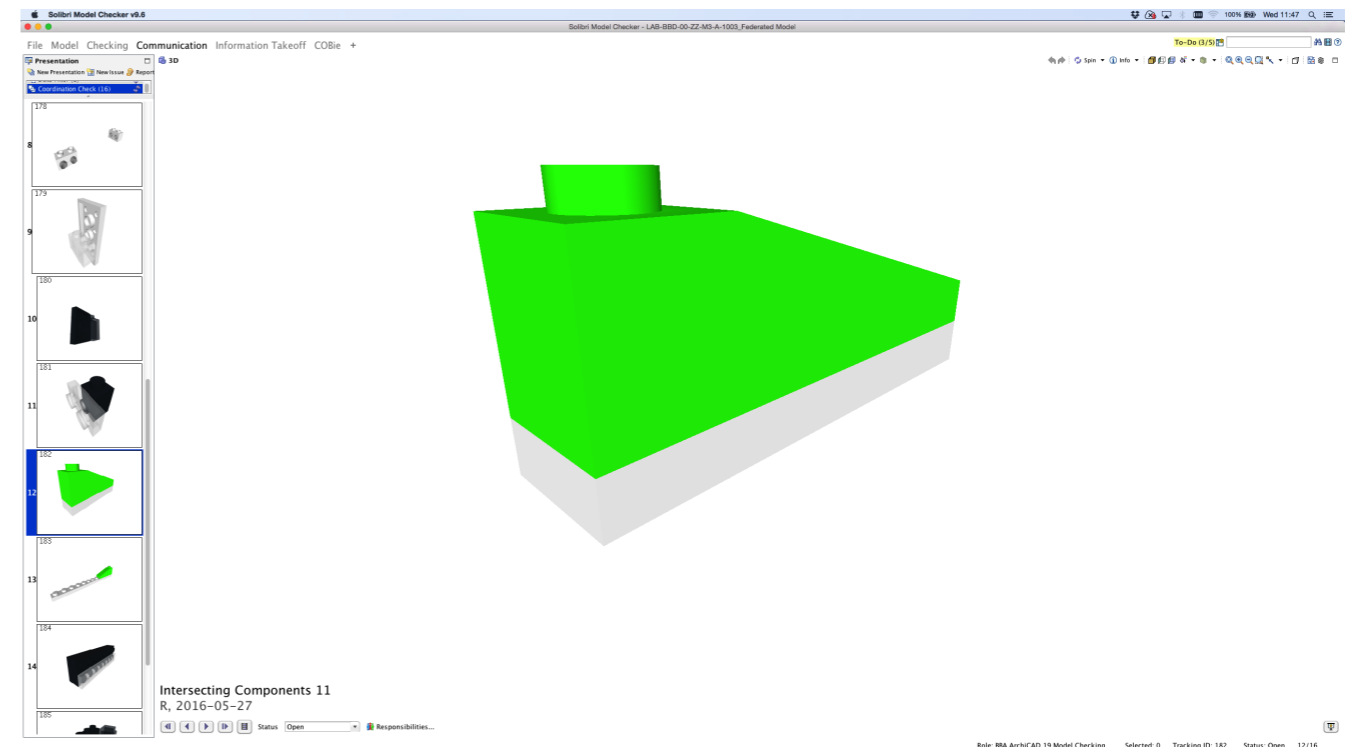 Solibri Model Checker v9.6
100%
Wed 11:47
Solibri Model Checker - LAB-BBD-00-ZZ-M3-A-1003_Federated Model
File Model Checking Communication Information Takeoff COBie +
To-Do (3/5)
Presentation
3D
Spin
Info
New Presentation New Issue Report
Coordination Check (16)
178
8
179
9
180
10
181
11
182
12
183
13
184
14
185
Intersecting Components 11
R, 2016-05-27
Status Open Responsibilities...
Role: BBA ArchiCAD 19 Model Checking Selected: 0 Tracking ID: 182 Status: Open 12/16